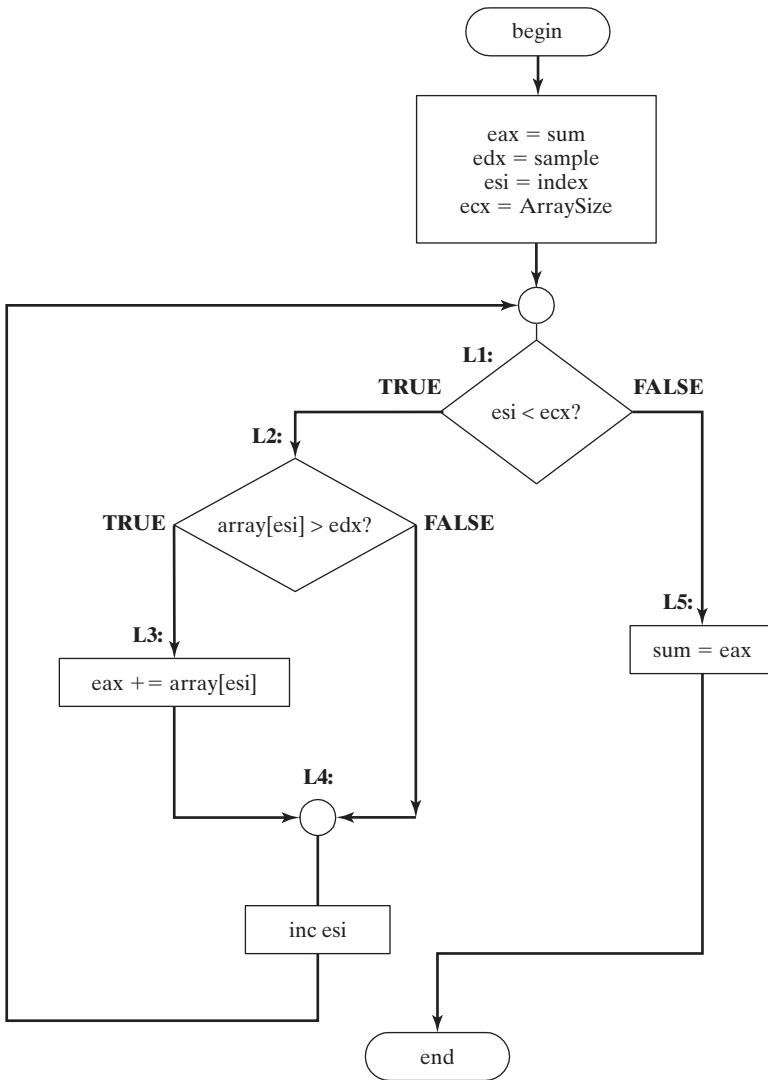 begin
eax = sum
edx = sample
esi = index
ecx = ArraySize
L1:
TRUE
FALSE
esi < ecx?
L2:
TRUE
array[esi] > edx?
FALSE
L3:
eax += array[esi]
L5:
sum = eax
L4:
inc esi
end